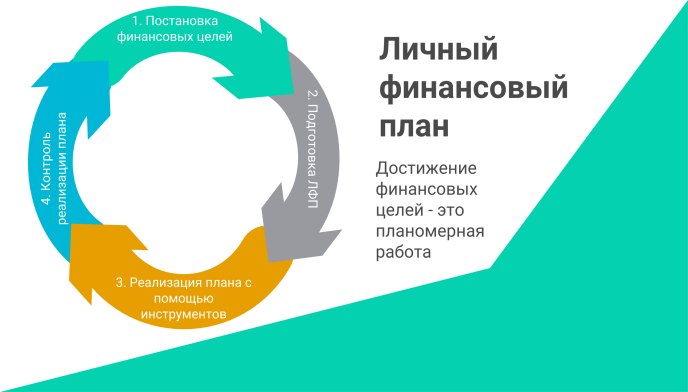 1. Постановка
финансовых целей
2. Подготовка ЛФП
3. Реализация плана с
помощью
инструментов
4. Контроль
реализации плана
Личный
финансовый
план
Достижение
финансовых
целей - это
планомерная
работа